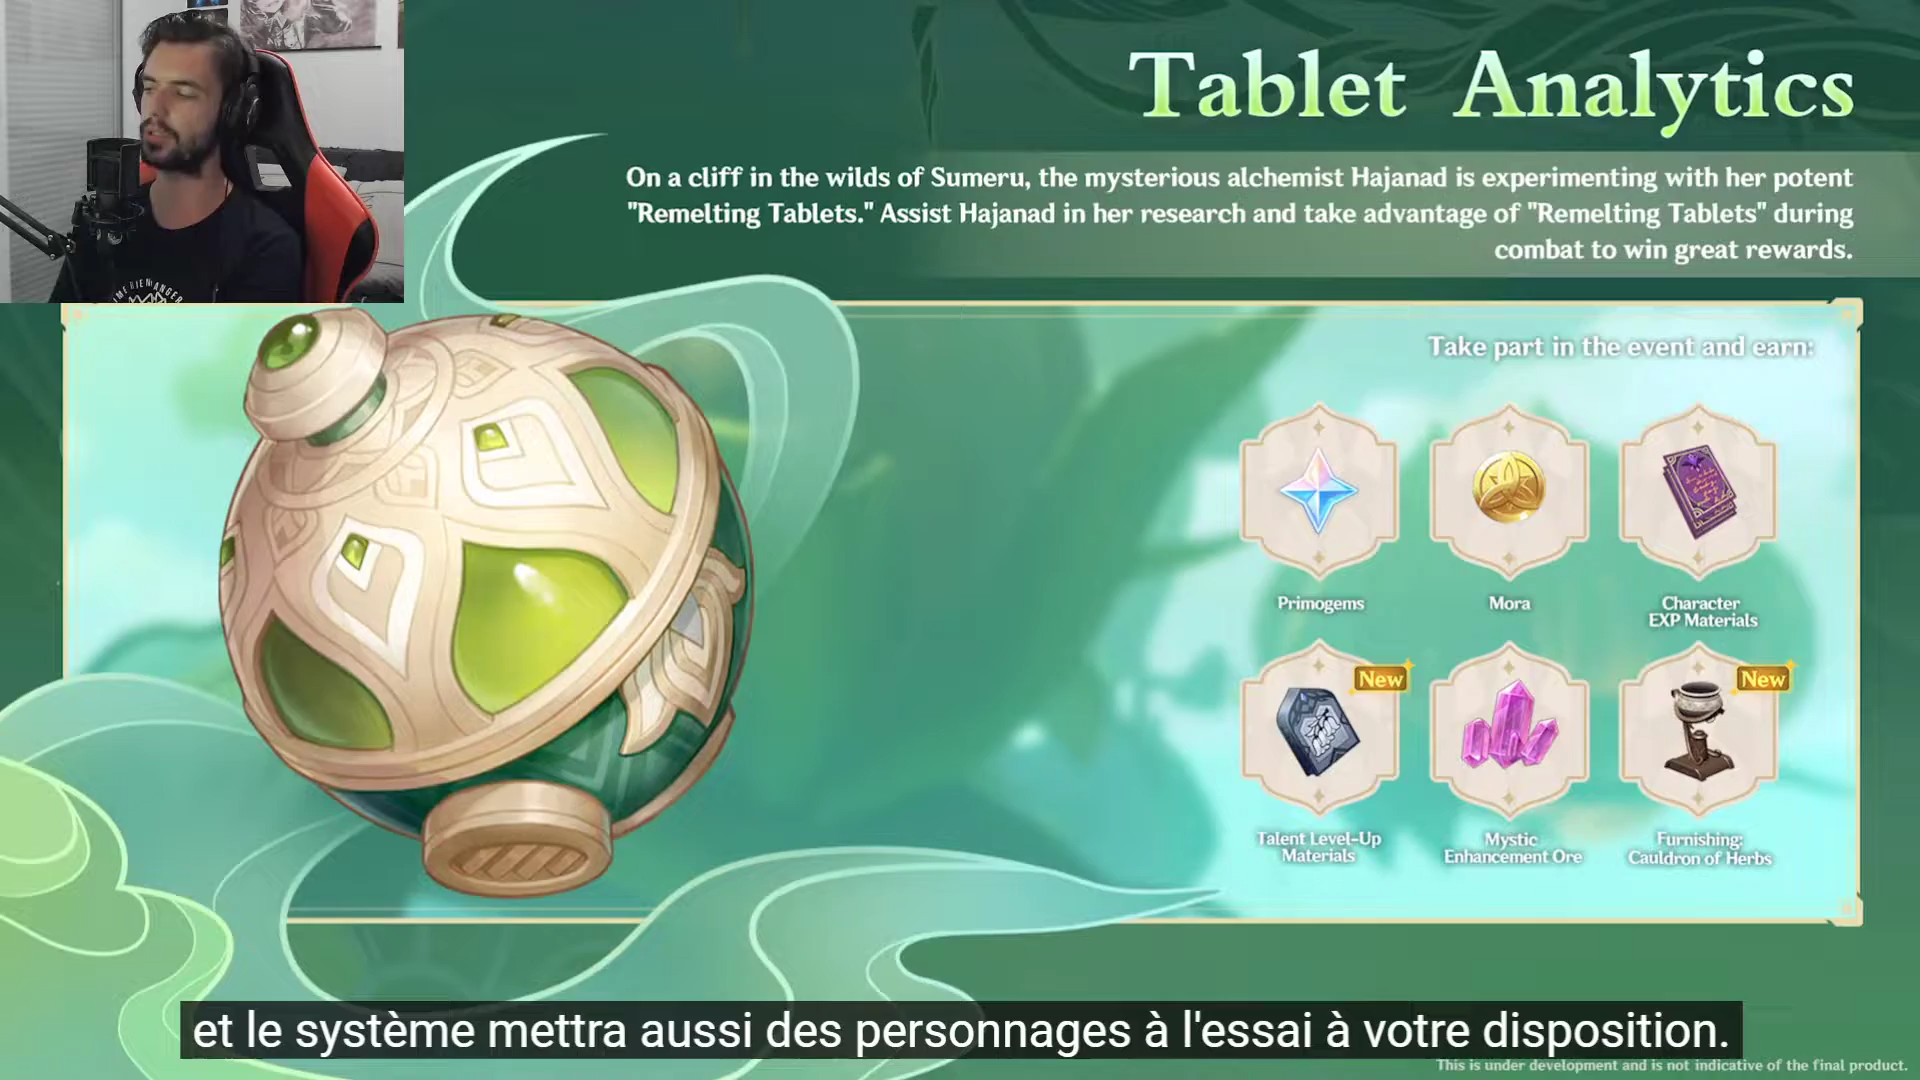 Tablet Analytics
On a cliff in the wilds of Sumeru, the mysterious alchemist Hajanad is experimenting with her potent
"Remelting Tablets." Assist Hajanad in her research and take advantage of "Remelting Tablets" during
combat to win great rewards.
Take part in the event and earn:
Primogems
Mora
Character
EXP Materials
New
New
Talent Level-Up
Materials
Mystic
Enhancement Ore
Furnishing:
Cauldron of Herbs
et le système mettra aussi des personnages à l'essai à votre disposition.
This is under development and is not indicative of the final product.